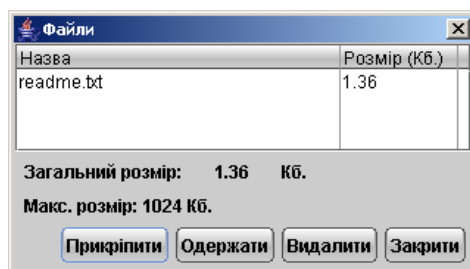 Файли
Назва Розмір (Кб.)
readme.txt 1.36
Загальний розмір: 1.36 Кб.
Макс. розмір: 1024 Кб.
Прикріпити Одержати Видалити Закрити